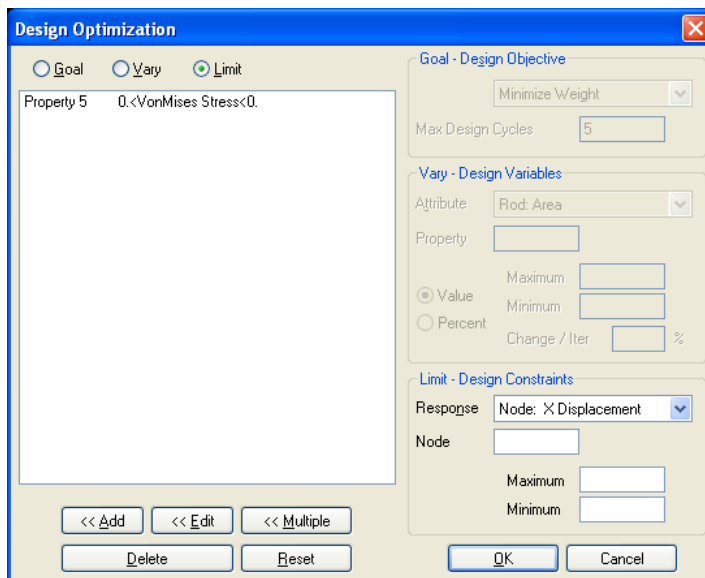 Design Optimization
Goal
Vary
Limit
Property 5 0.<VonMises Stress<0.
<< Add
<< Edit
<< Multiple
Delete
Reset
Goal - Design Objective
Minimize Weight
Max Design Cycles 5
Vary - Design Variables
Attribute Rod: Area
Property
Value
Percent
Maximum
Minimum
Change / Iter %
Limit - Design Constraints
Response Node: X Displacement
Node
Maximum
Minimum
OK
Cancel